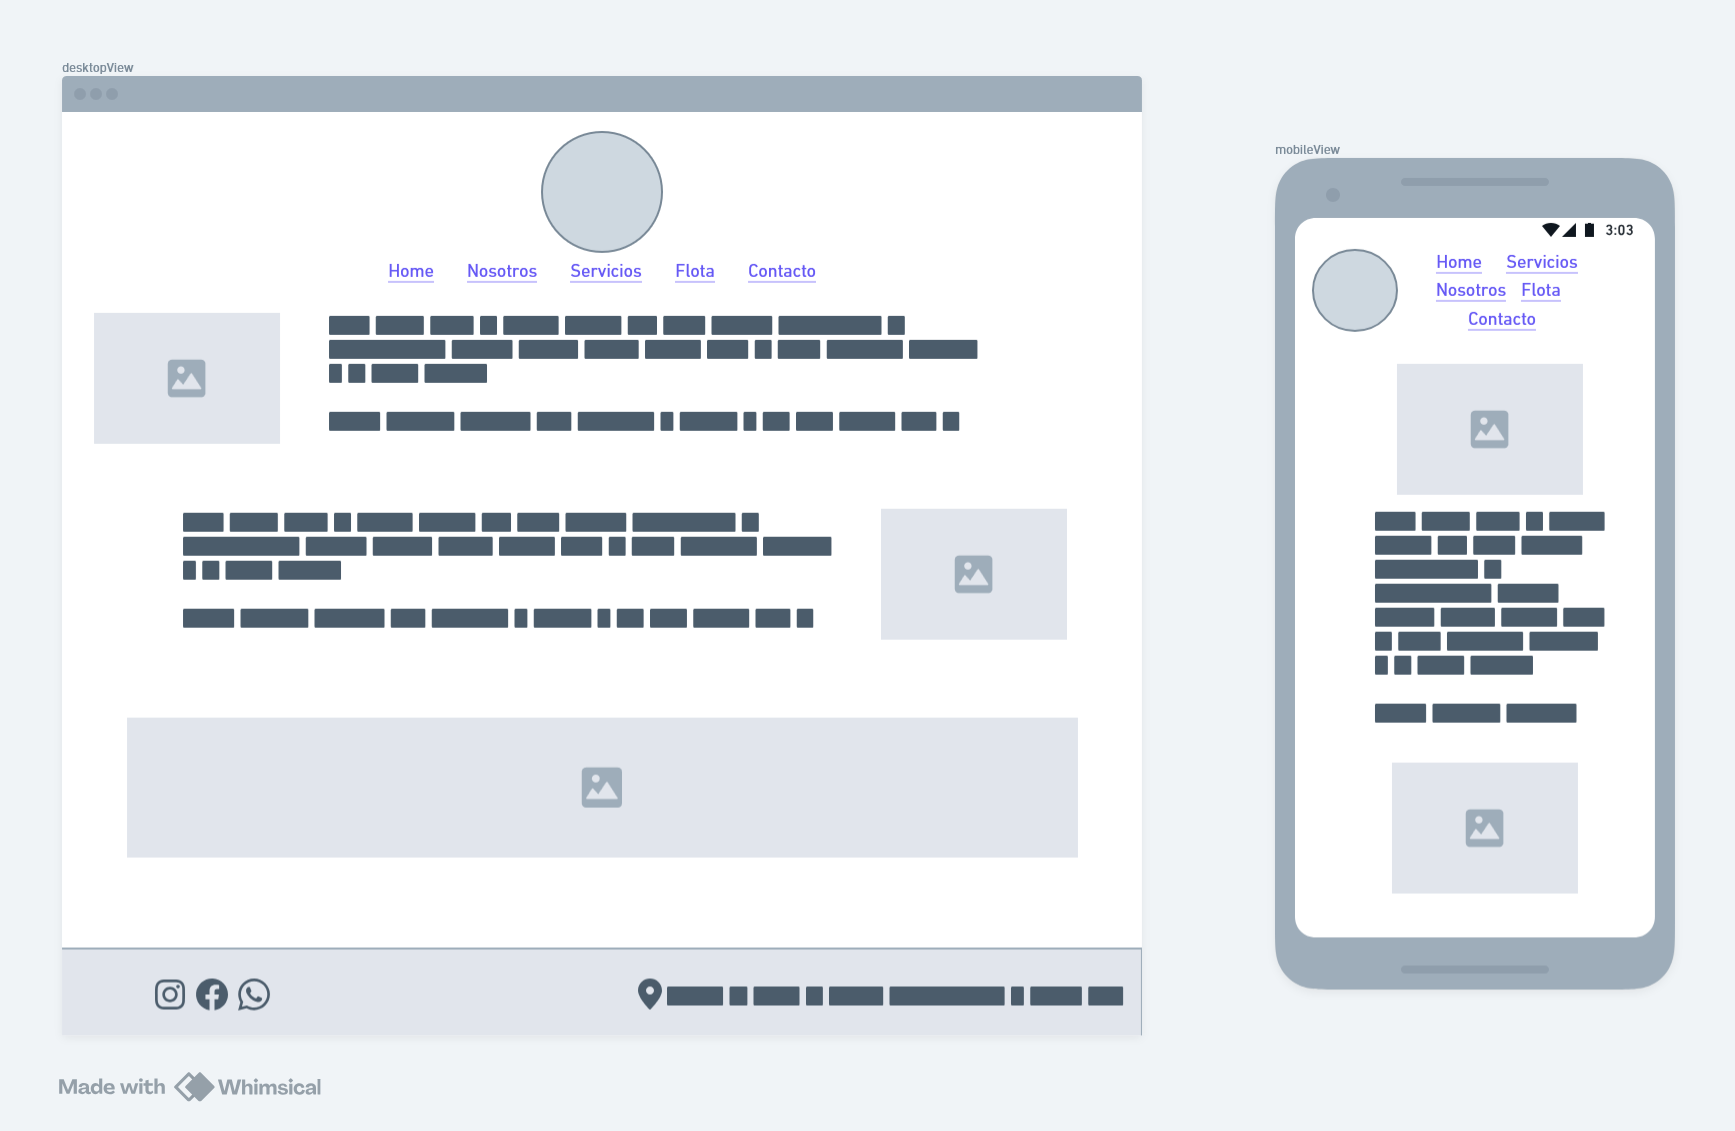 desktopView
Home Nosotros Servicios Flota Contacto
mobileView
3:03
Home Servicios
Nosotros Flota
Contacto
Made with Whimsical